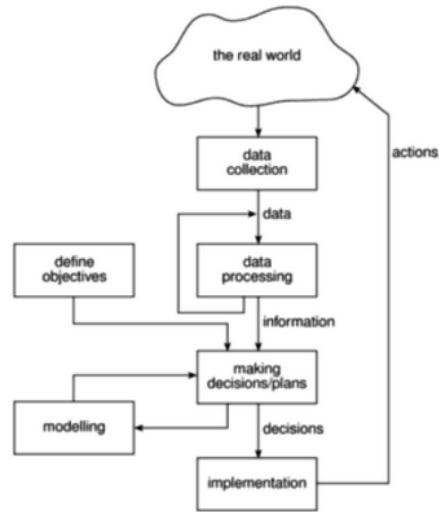 the real world
data
collection
actions
data
define
objectives
data
processing
information
making
decisions/plans
modelling
decisions
implementation